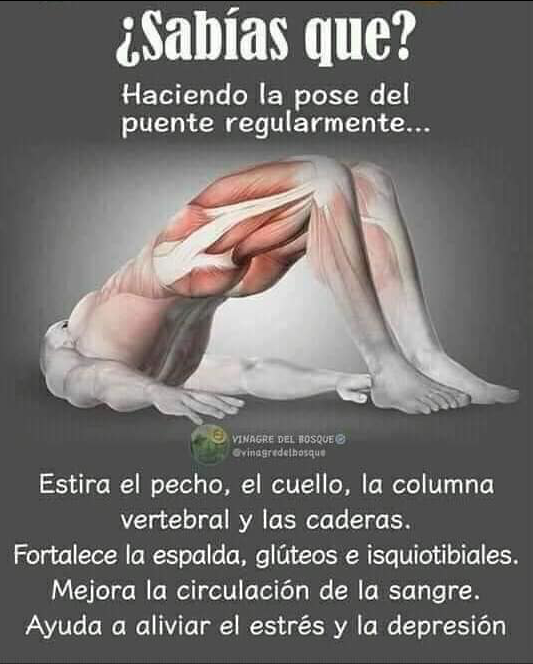 ¿Sabías que?
Haciendo la pose del
puente regularmente...
VINAGRE DEL BOSQUE
@vinagredelbosque
Estira el pecho, el cuello, la columna
vertebral y las caderas.
Fortalece la espalda, glúteos e isquiotibiales.
Mejora la circulación de la sangre.
Ayuda a aliviar el estrés y la depresión